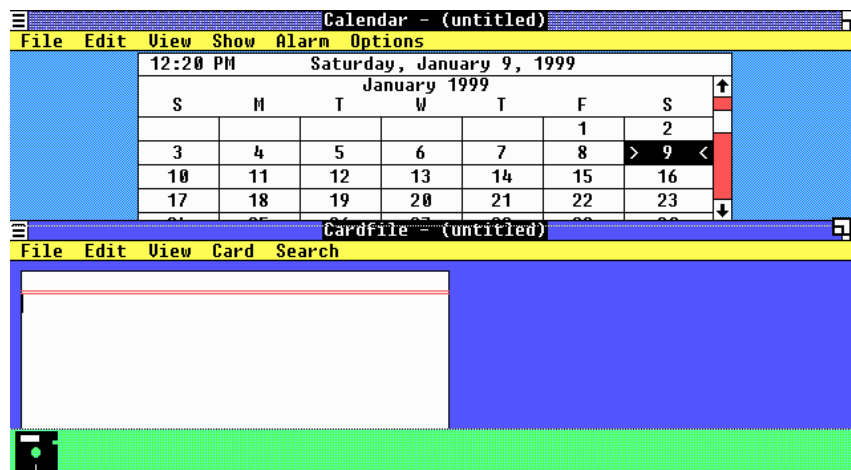 Calendar - (untitled)
File Edit View Show Alarm Options
12:20 PM Saturday, January 9, 1999
January 1999
S M T W T F S
1 2
3 4 5 6 7 8 > 9 <
10 11 12 13 14 15 16
17 18 19 20 21 22 23
Cardfile - (untitled)
File Edit View Card Search